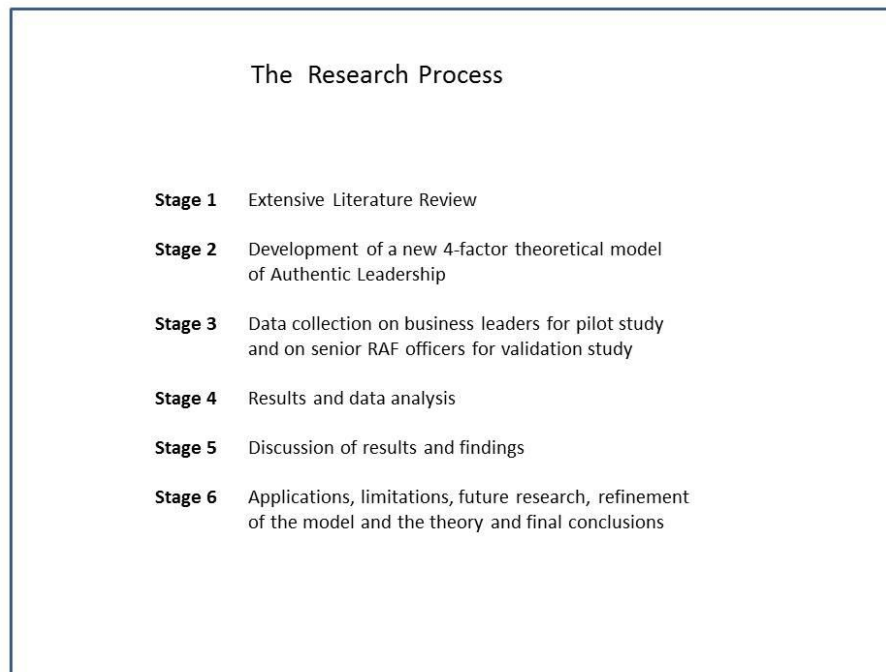 The Research Process
Stage 1 Extensive Literature Review
Stage 2 Development of a new 4-factor theoretical model
of Authentic Leadership
Stage 3 Data collection on business leaders for pilot study
and on senior RAF officers for validation study
Stage 4 Results and data analysis
Stage 5 Discussion of results and findings
Stage 6 Applications, limitations, future research, refinement
of the model and the theory and final conclusions